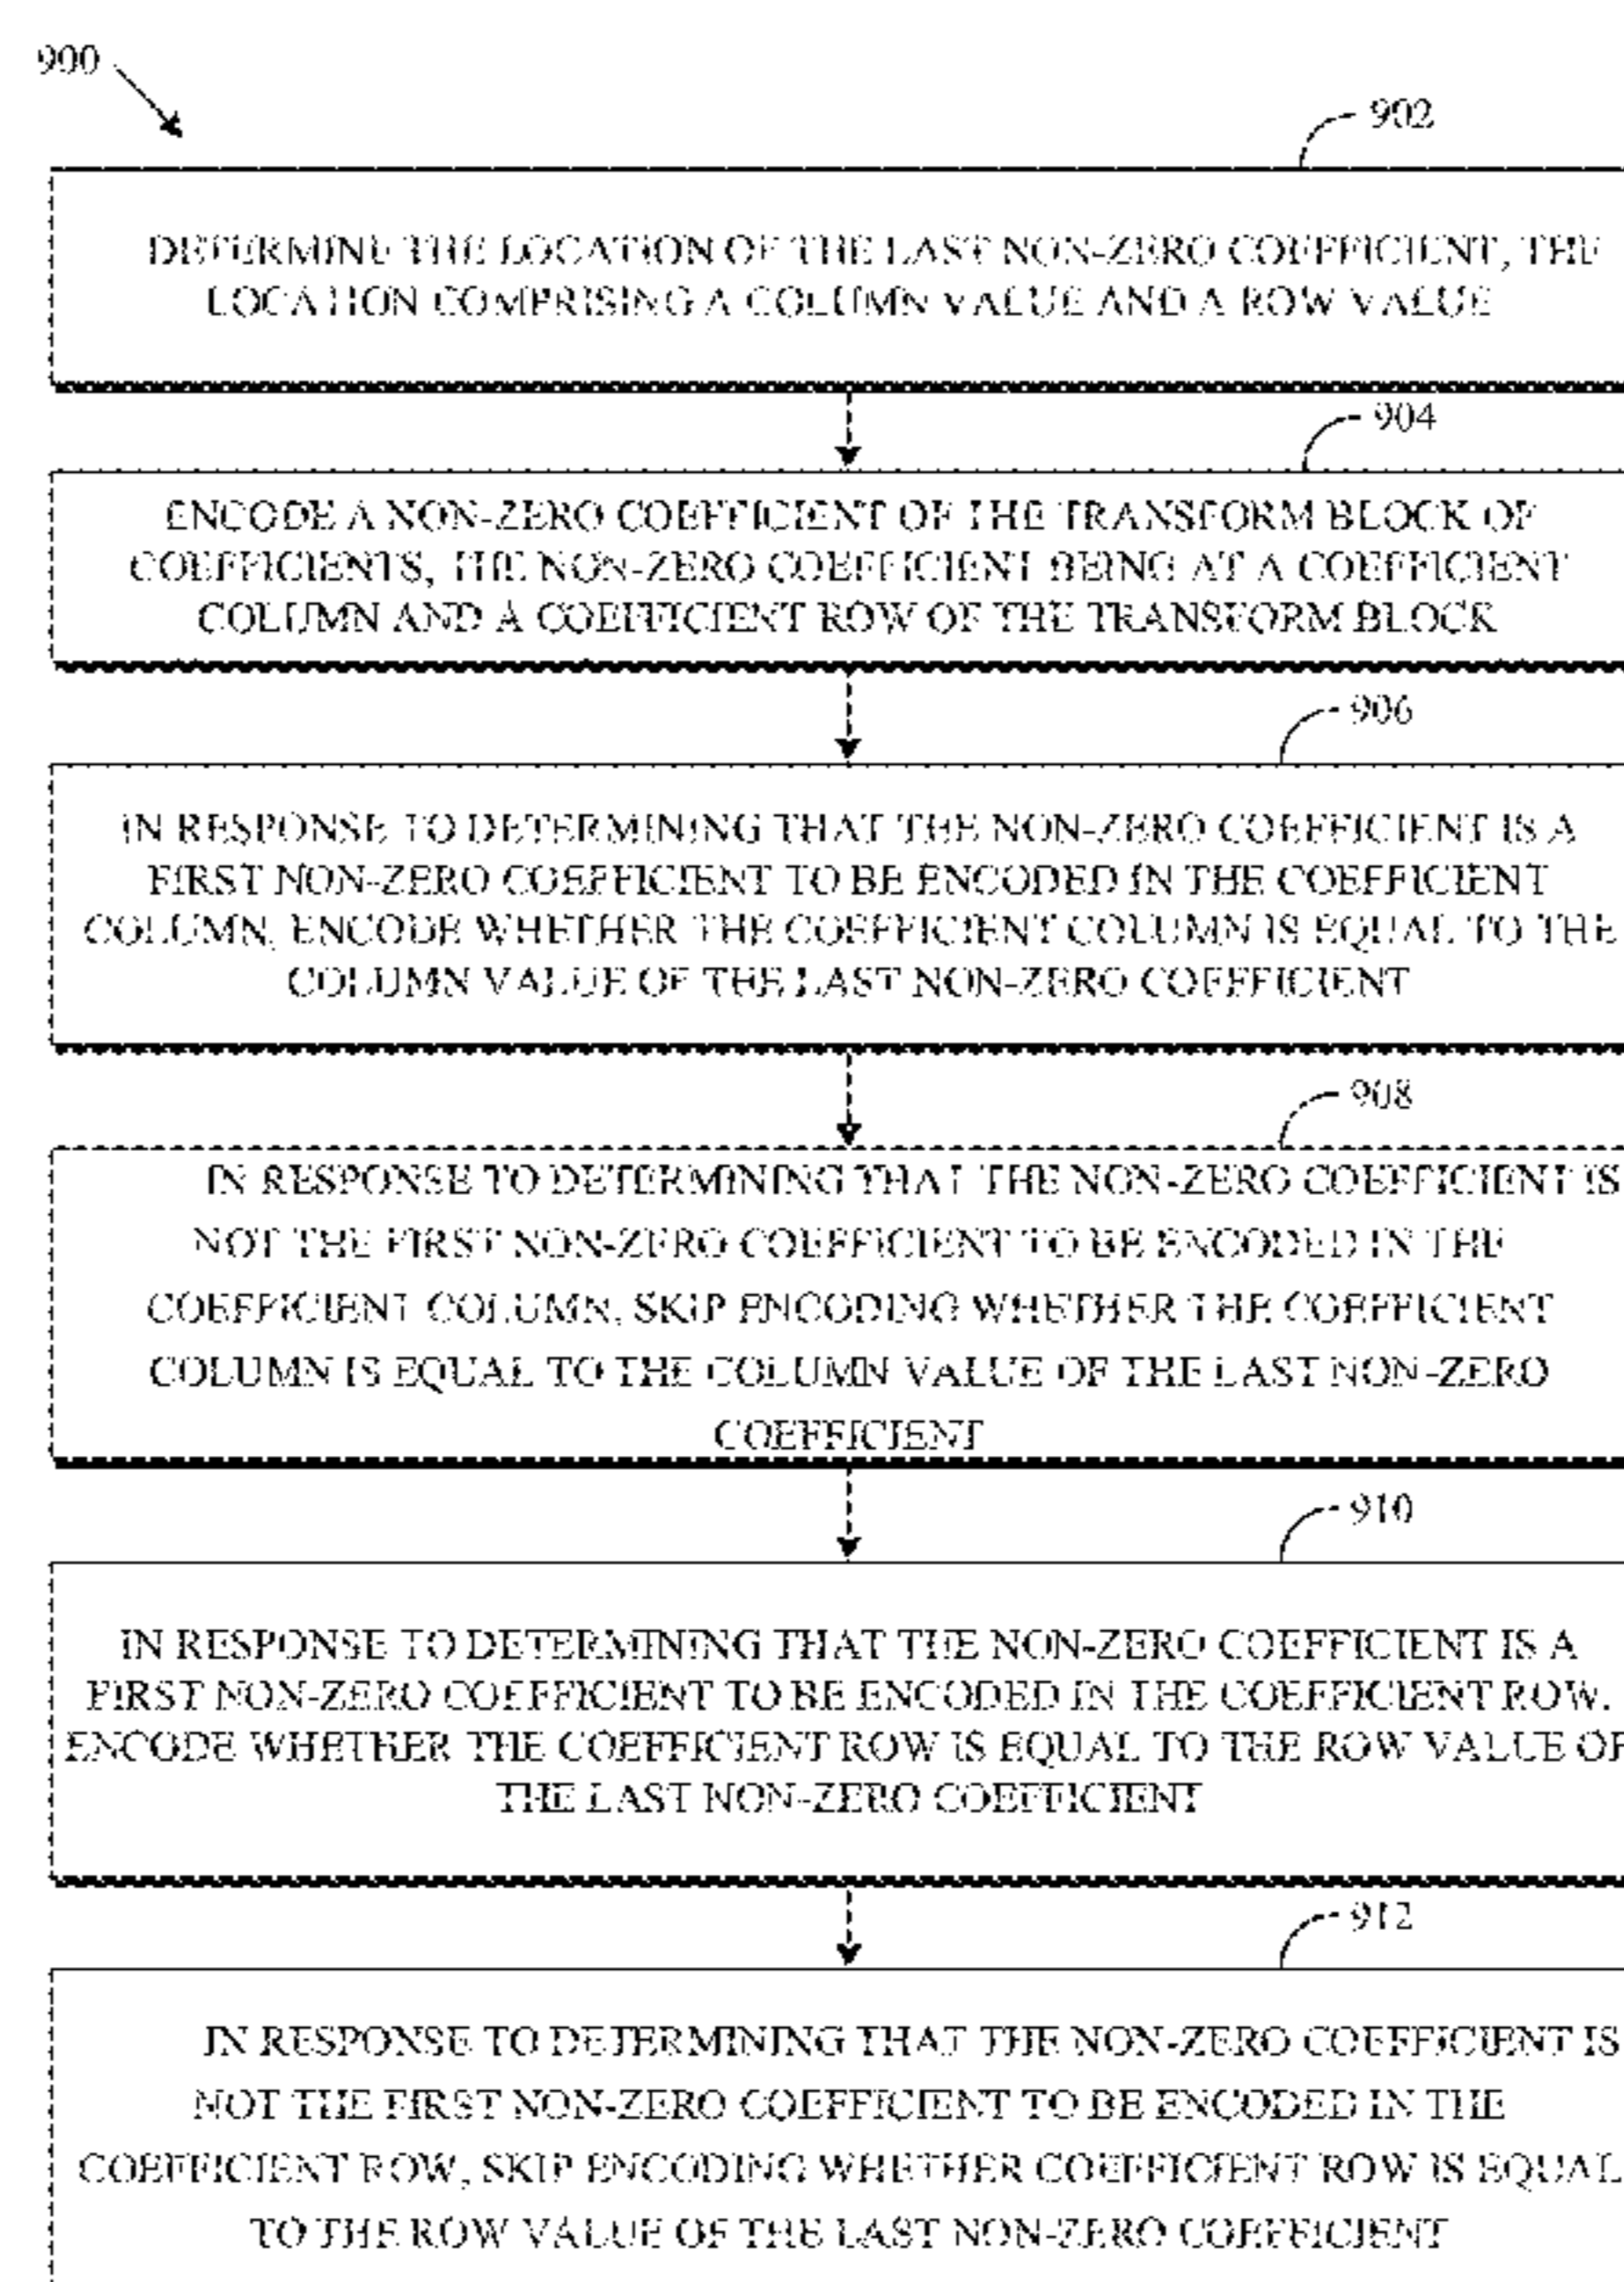 900
902
DETERMINE THE LOCATION OF THE LAST NON-ZERO COEFFICIENT, THE
LOCATION COMPRISING A COLUMN VALUE AND A ROW VALUE
904
ENCODE A NON-ZERO COEFFICIENT OF THE TRANSFORM BLOCK OF
COEFFICIENTS, THE NON-ZERO COEFFICIENT BEING AT A COEFFICIENT
COLUMN AND A COEFFICIENT ROW OF THE TRANSFORM BLOCK
906
IN RESPONSE TO DETERMINING THAT THE NON-ZERO COEFFICIENT IS A
FIRST NON-ZERO COEFFICIENT TO BE ENCODED IN THE COEFFICIENT
COLUMN, ENCODE WHETHER THE COEFFICIENT COLUMN IS EQUAL TO THE
COLUMN VALUE OF THE LAST NON-ZERO COEFFICIENT
908
IN RESPONSE TO DETERMINING THAT THE NON-ZERO COEFFICIENT IS
NOT THE FIRST NON-ZERO COEFFICIENT TO BE ENCODED IN THE
COEFFICIENT COLUMN, SKIP ENCODING WHETHER THE COEFFICIENT
COLUMN IS EQUAL TO THE COLUMN VALUE OF THE LAST NON-ZERO
COEFFICIENT
910
IN RESPONSE TO DETERMINING THAT THE NON-ZERO COEFFICIENT IS A
FIRST NON-ZERO COEFFICIENT TO BE ENCODED IN THE COEFFICIENT ROW,
ENCODE WHETHER THE COEFFICIENT ROW IS EQUAL TO THE ROW VALUE OF
THE LAST NON-ZERO COEFFICIENT
912
IN RESPONSE TO DETERMINING THAT THE NON-ZERO COEFFICIENT IS
NOT THE FIRST NON-ZERO COEFFICIENT TO BE ENCODED IN THE
COEFFICIENT ROW, SKIP ENCODING WHETHER COEFFICIENT ROW IS EQUAL
TO THE ROW VALUE OF THE LAST NON-ZERO COEFFICIENT